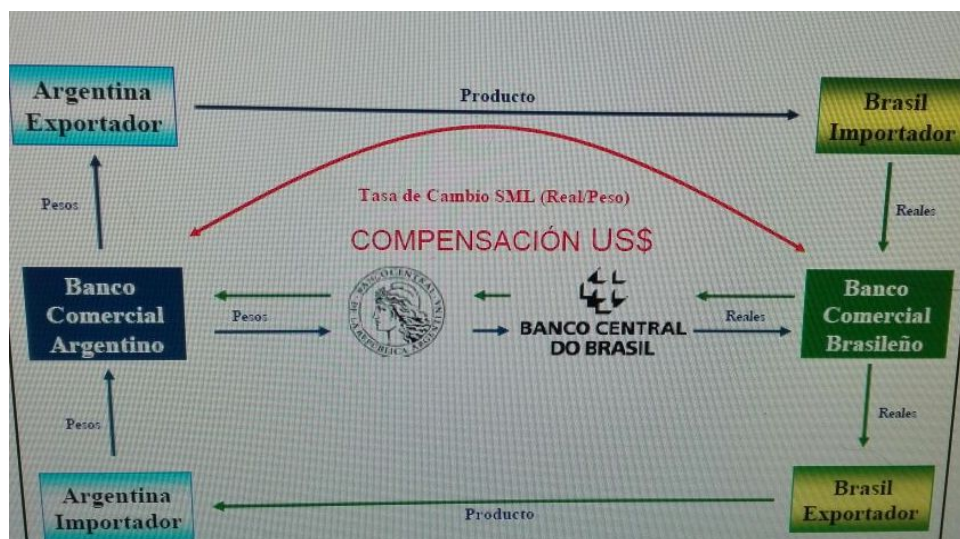 Argentina
Exportador
Producto
Brasil
Importador
Pesos
Tasa de Cambio SML (Real/Peso)
Reales
COMPENSACIÓN US$
Banco
Comercial
Argentino
Pesos
BANCO CENTRAL
DO BRASIL
Reales
Banco
Comercial
Brasileño
Pesos
Reales
Argentina
Importador
Producto
Brasil
Exportador